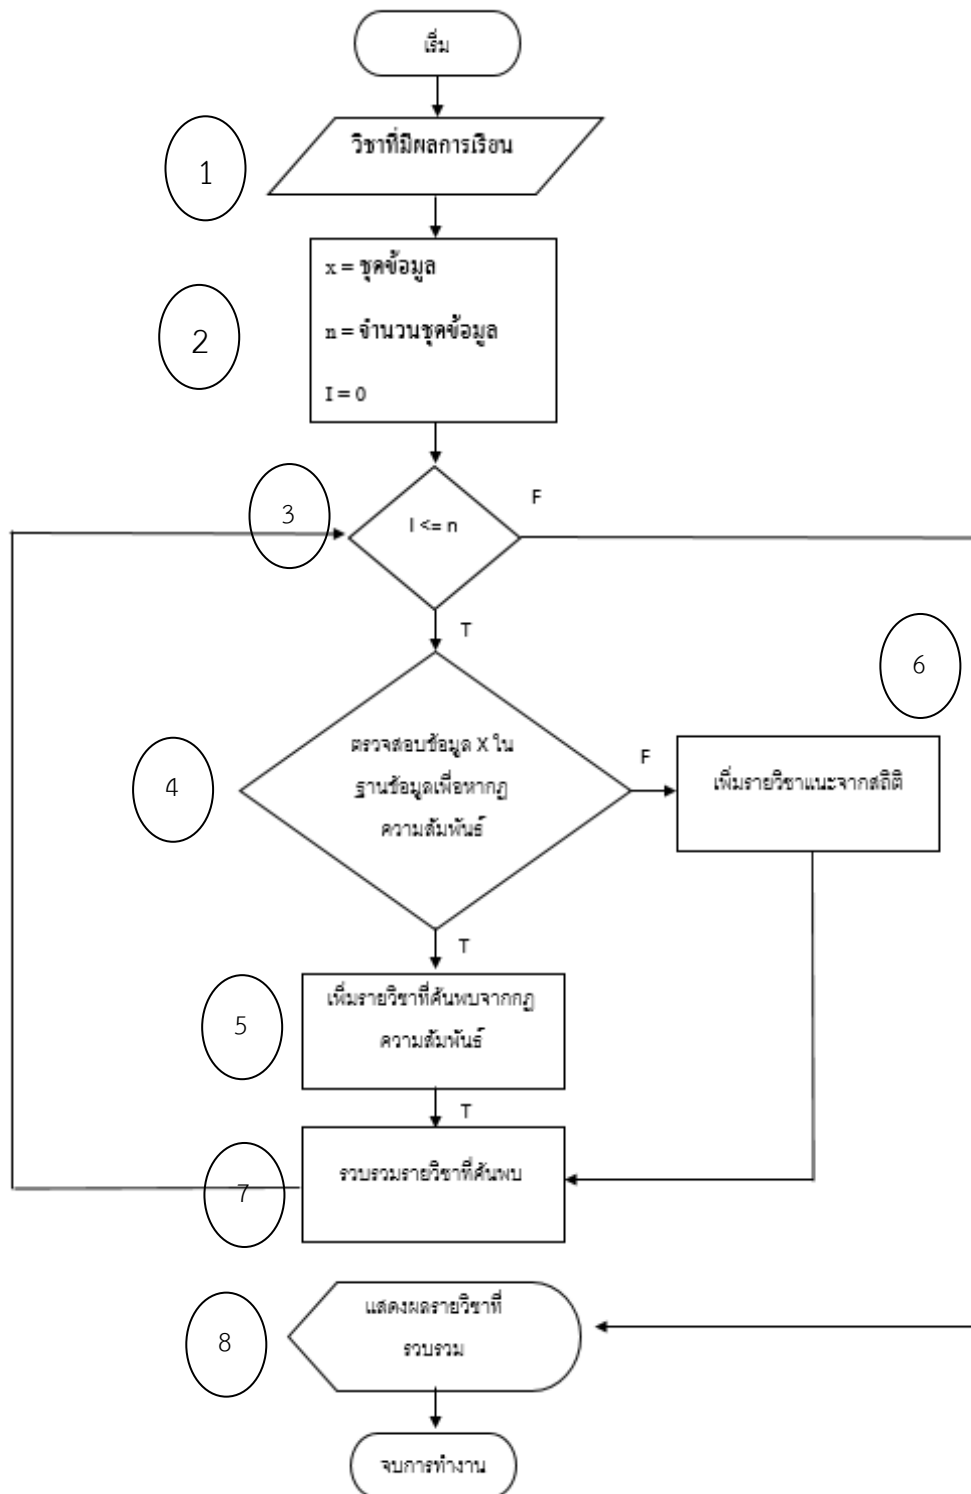 เริ่ม
วิชาที่มีผลการเรียน
1
x = ชุดข้อมูล
n = จำนวนชุดข้อมูล
I = 0
2
3
I <= n
F
T
6
4
ตรวจสอบข้อมูล X ใน
ฐานข้อมูลเพื่อหากฎ
ความสัมพันธ์
F
เพิ่มรายวิชาแนะจากสถิติ
T
5
เพิ่มรายวิชาที่ค้นพบจากกฎ
ความสัมพันธ์
T
7
รวบรวมรายวิชาที่ค้นพบ
8
แสดงผลรายวิชาที่
รวบรวม
จบการทำงาน